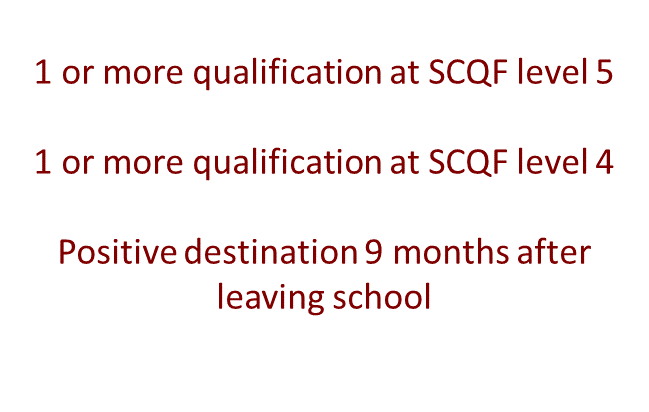 1 or more qualification at SCQF level 5
1 or more qualification at SCQF level 4
Positive destination 9 months after
leaving school